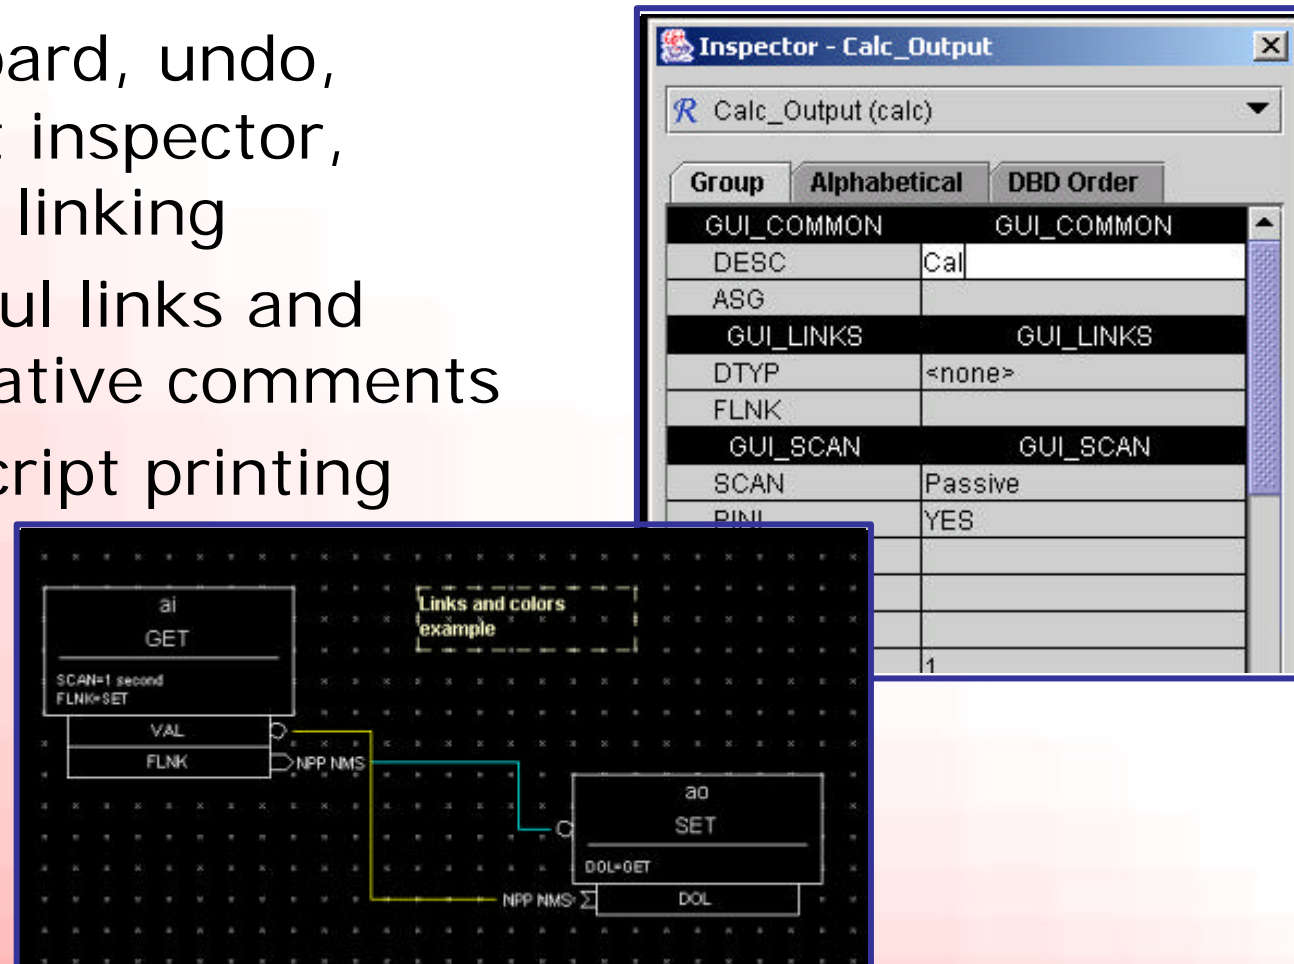 oard, undo,
t inspector,
linking
ul links and
ative comments
cript printing
Inspector - Calc_Output
R Calc_Output (calc)
Group Alphabetical DBD Order
GUI_COMMON GUI_COMMON
DESC Cal
ASG
GUI_LINKS GUI_LINKS
DTYP <none>
FLNK
GUI_SCAN GUI_SCAN
SCAN Passive
PINI YES
1
ai
GET
SCAN=1 second
FLNK=SET
VAL
FLNK NPP NMS
Links and colors
example
ao
SET
DOL=GET
NPP NMS DOL